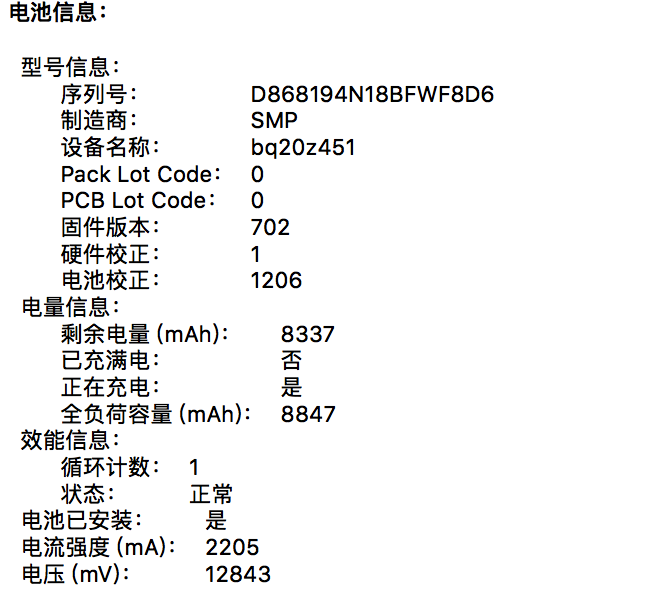 电池信息：
型号信息：
序列号： D868194N18BFWF8D6
制造商： SMP
设备名称： bq20z451
Pack Lot Code： 0
PCB Lot Code： 0
固件版本： 702
硬件校正： 1
电池校正： 1206
电量信息：
剩余电量 (mAh)： 8337
已充满电： 否
正在充电： 是
全负荷容量 (mAh)： 8847
效能信息：
循环计数： 1
状态： 正常
电池已安装： 是
电流强度 (mA)： 2205
电压 (mV)： 12843